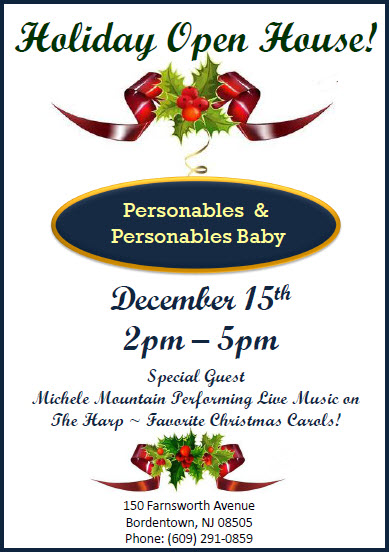 Holiday Open House!
Personables &
Personables Baby
December 15th
2pm – 5pm
Special Guest
Michele Mountain Performing Live Music on
The Harp ~ Favorite Christmas Carols!
150 Farnsworth Avenue
Bordentown, NJ 08505
Phone: (609) 291-0859